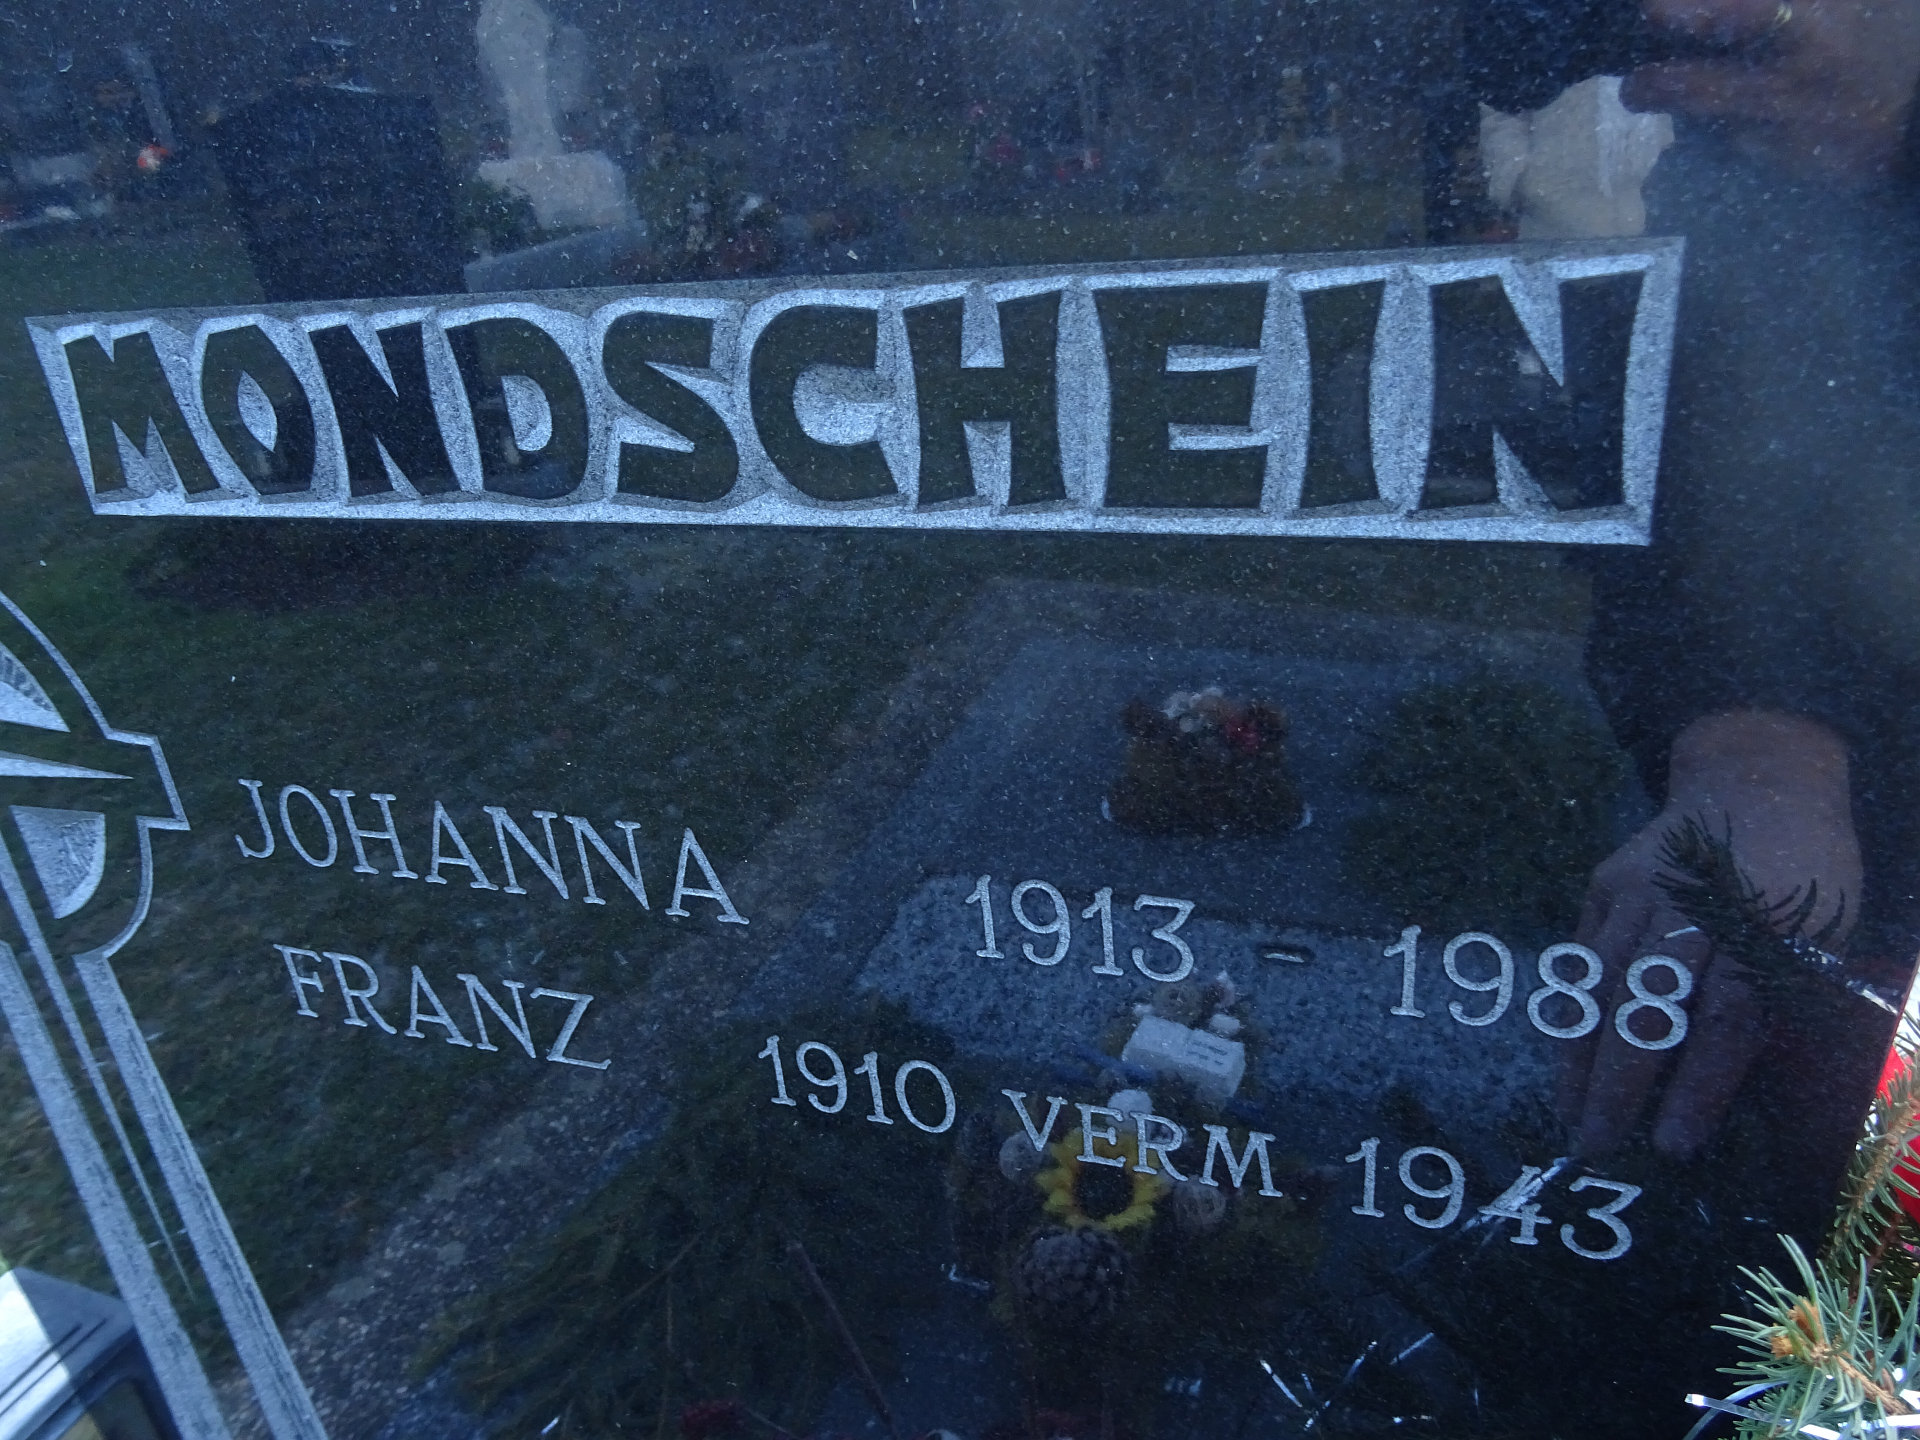 MONDSCHEIN
JOHANNA 1913 - 1988
FRANZ 1910 VERM 1943